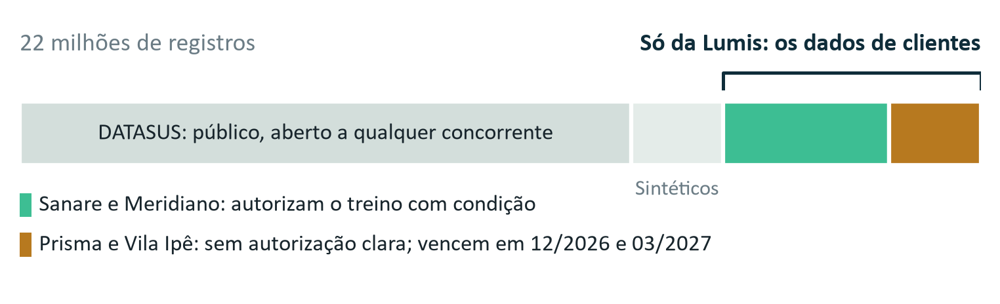 22 milhões de registros
Só da Lumis: os dados de clientes
DATASUS: público, aberto a qualquer concorrente
Sintéticos
Sanare e Meridiano: autorizam o treino com condição
Prisma e Vila Ipê: sem autorização clara; vencem em 12/2026 e 03/2027